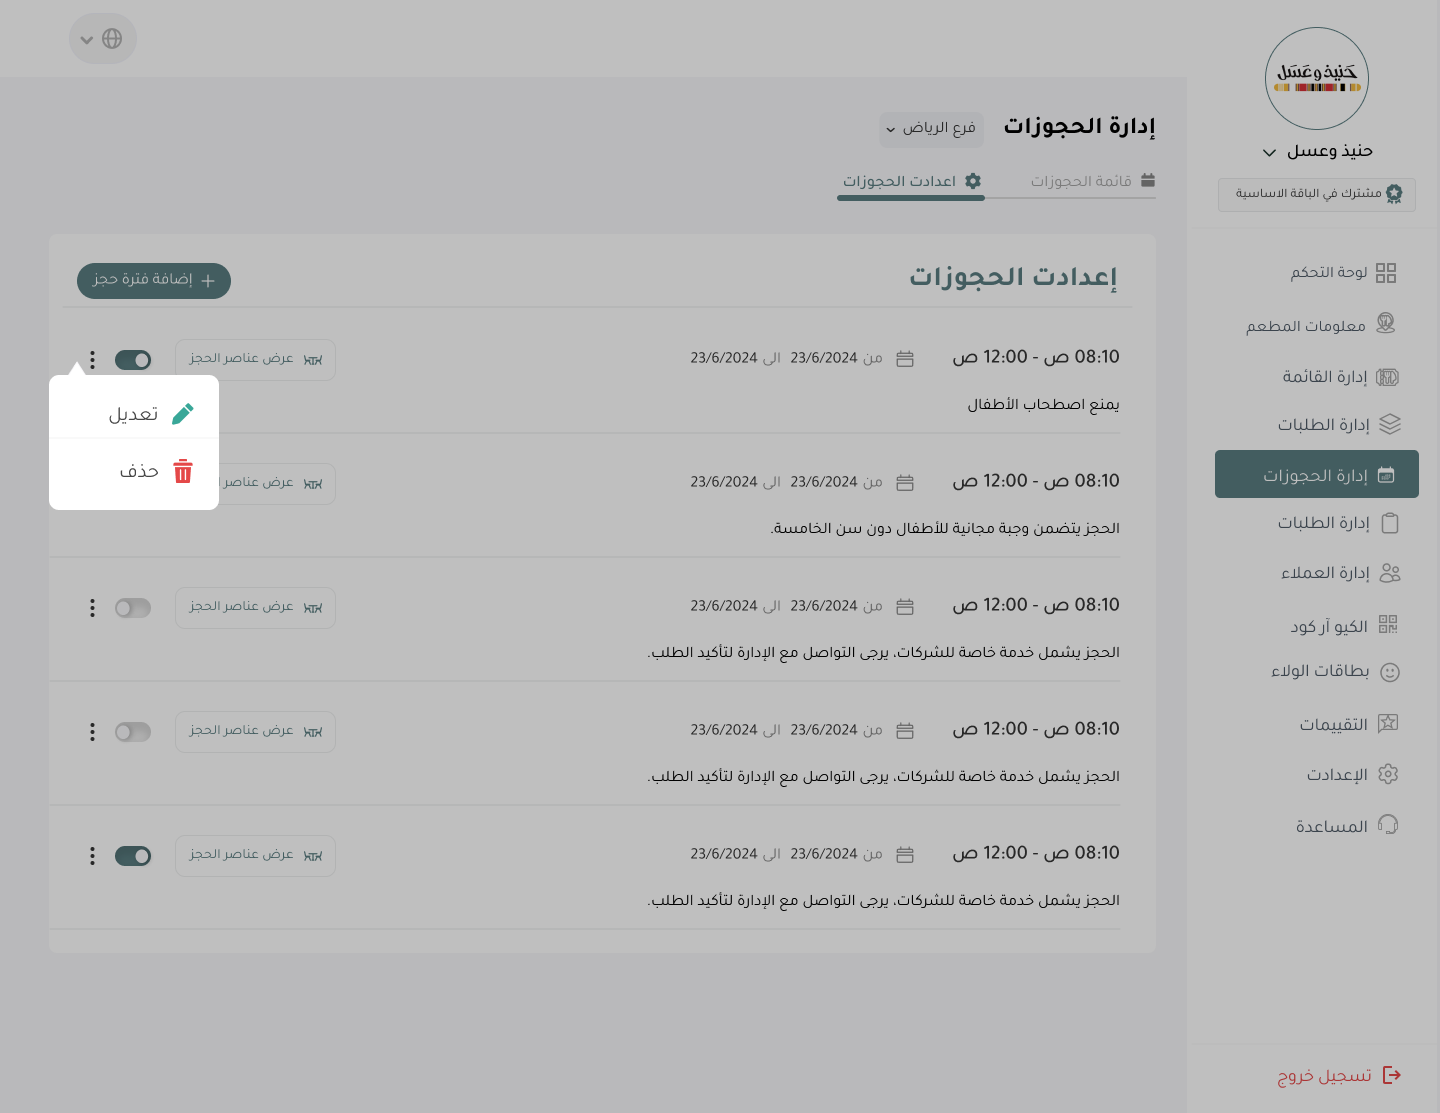 حنيذ وعسل
حنيذ وعسل
مشترك في الباقة الاساسية
لوحة التحكم
معلومات المطعم
إدارة القائمة
إدارة الطلبات
إدارة الحجوزات
إدارة الطلبات
إدارة العملاء
الكيو آر كود
بطاقات الولاء
التقييمات
الإعدادت
المساعدة
تسجيل خروج
إدارة الحجوزات
فرع الرياض
قائمة الحجوزات
اعدادت الحجوزات
إعدادت الحجوزات
إضافة فترة حجز
08:10 ص - 12:00 ص
من 23/6/2024 الى 23/6/2024
عرض عناصر الحجز
يمنع اصطحاب الأطفال
تعديل
حذف
08:10 ص - 12:00 ص
من 23/6/2024 الى 23/6/2024
عرض عناصر ا
الحجز يتضمن وجبة مجانية للأطفال دون سن الخامسة.
08:10 ص - 12:00 ص
من 23/6/2024 الى 23/6/2024
عرض عناصر الحجز
الحجز يشمل خدمة خاصة للشركات، يرجى التواصل مع الإدارة لتأكيد الطلب.
08:10 ص - 12:00 ص
من 23/6/2024 الى 23/6/2024
عرض عناصر الحجز
الحجز يشمل خدمة خاصة للشركات، يرجى التواصل مع الإدارة لتأكيد الطلب.
08:10 ص - 12:00 ص
من 23/6/2024 الى 23/6/2024
عرض عناصر الحجز
الحجز يشمل خدمة خاصة للشركات، يرجى التواصل مع الإدارة لتأكيد الطلب.